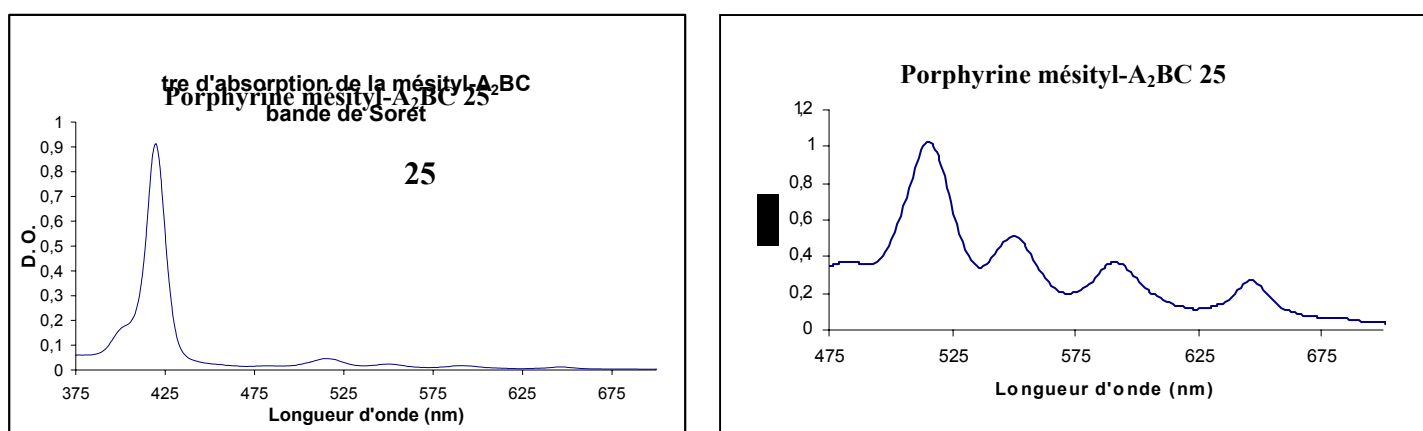 tre d'absorption de la mésityl-A₂BC
Porphyrine mésityl-A₂BC 25
bande de Soret
1
0,9
0,8
0,7
0,6
0,5
0,4
0,3
0,2
0,1
0
D. O.
25
375 425 475 525 575 625 675
Longueur d'onde (nm)
Porphyrine mésityl-A₂BC 25
1,2
1
0,8
0,6
0,4
0,2
0
475 525 575 625 675
Longueur d'onde (nm)